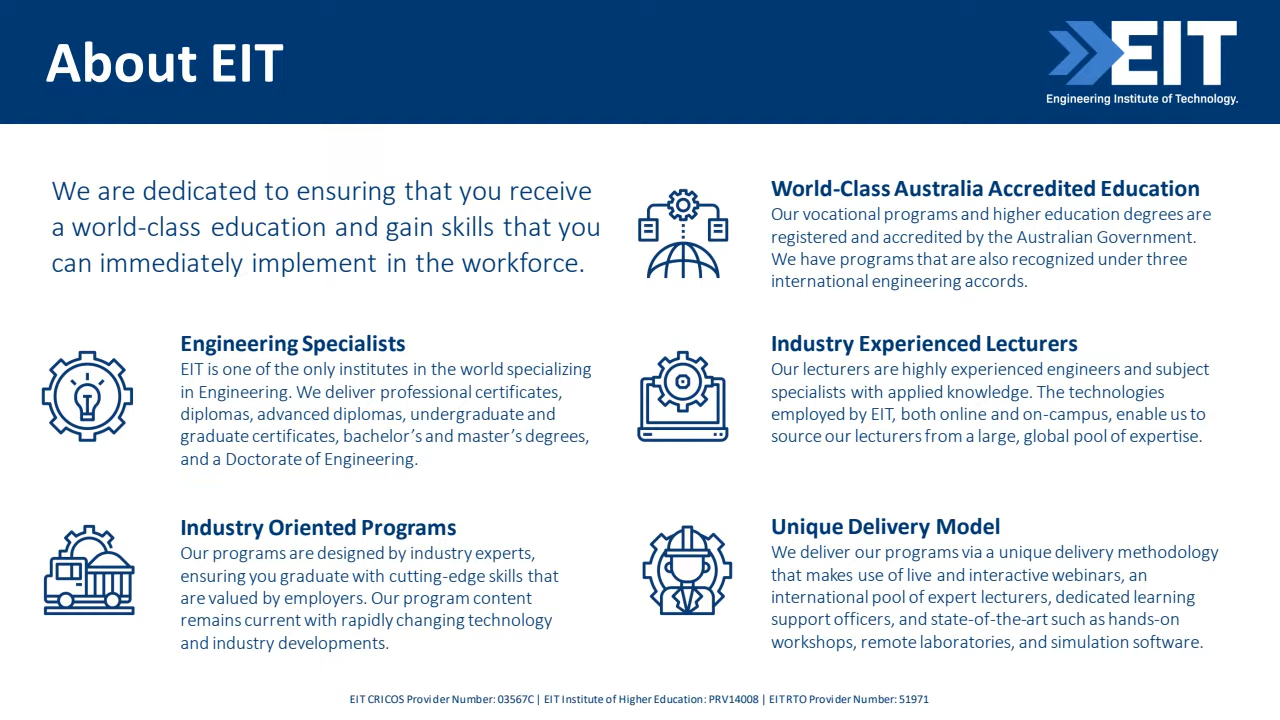 About EIT
EIT
Engineering Institute of Technology.
We are dedicated to ensuring that you receive
a world-class education and gain skills that you
can immediately implement in the workforce.
World-Class Australia Accredited Education
Our vocational programs and higher education degrees are
registered and accredited by the Australian Government.
We have programs that are also recognized under three
international engineering accords.
Engineering Specialists
EIT is one of the only institutes in the world specializing
in Engineering. We deliver professional certificates,
diplomas, advanced diplomas, undergraduate and
graduate certificates, bachelor's and master's degrees,
and a Doctorate of Engineering.
Industry Experienced Lecturers
Our lecturers are highly experienced engineers and subject
specialists with applied knowledge. The technologies
employed by EIT, both online and on-campus, enable us to
source our lecturers from a large, global pool of expertise.
Industry Oriented Programs
Our programs are designed by industry experts,
ensuring you graduate with cutting-edge skills that
are valued by employers. Our program content
remains current with rapidly changing technology
and industry developments.
Unique Delivery Model
We deliver our programs via a unique delivery methodology
that makes use of live and interactive webinars, an
international pool of expert lecturers, dedicated learning
support officers, and state-of-the-art such as hands-on
workshops, remote laboratories, and simulation software.
EIT CRICOS Provider Number: 03567C | EIT Institute of Higher Education: PRV14008 | EIT RTO Provider Number: 51971